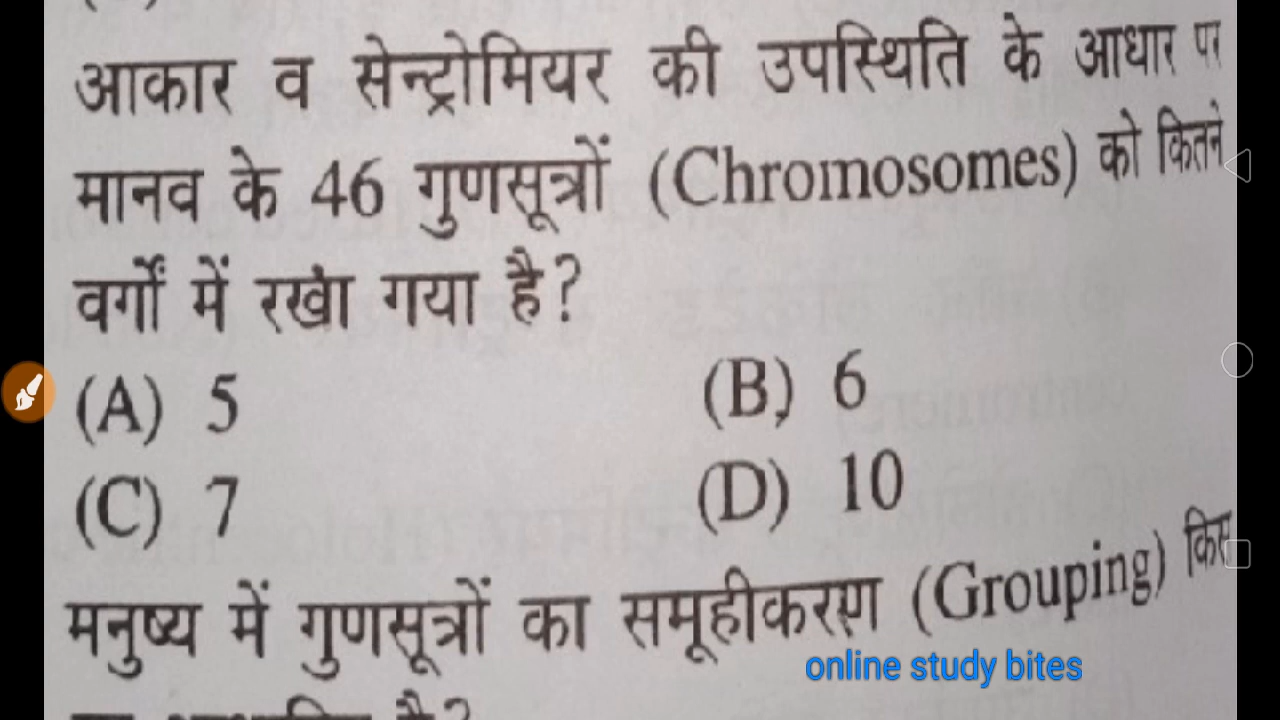 आकार व सेन्ट्रोमियर की उपस्थिति के आधार पर
मानव के 46 गुणसूत्रों (Chromosomes) को कितने
वर्गों में रखा गया है?
(A) 5 (B) 6
(C) 7 (D) 10
मनुष्य में गुणसूत्रों का समूहीकरण (Grouping) किस
online study bites
है?